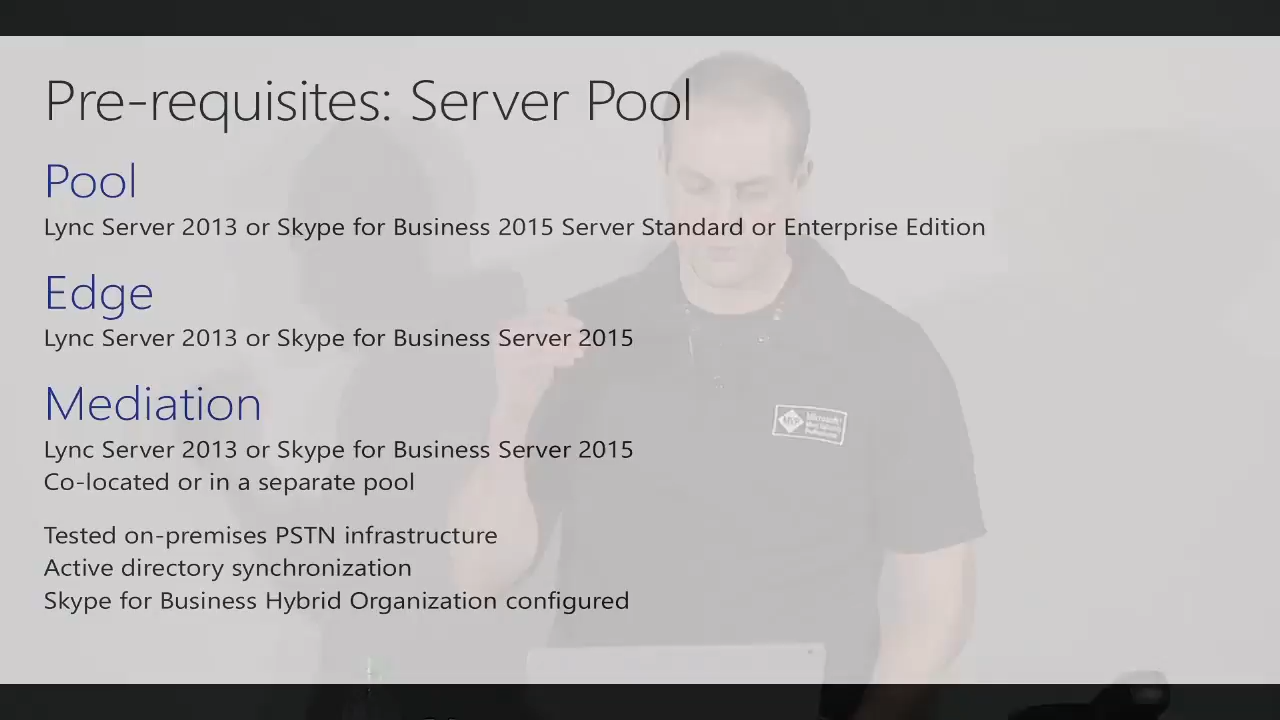 Pre-requisites: Server Pool
Pool
Lync Server 2013 or Skype for Business 2015 Server Standard or Enterprise Edition
Edge
Lync Server 2013 or Skype for Business Server 2015
Mediation
Lync Server 2013 or Skype for Business Server 2015
Co-located or in a separate pool
Tested on-premises PSTN infrastructure
Active directory synchronization
Skype for Business Hybrid Organization configured
Microsoft